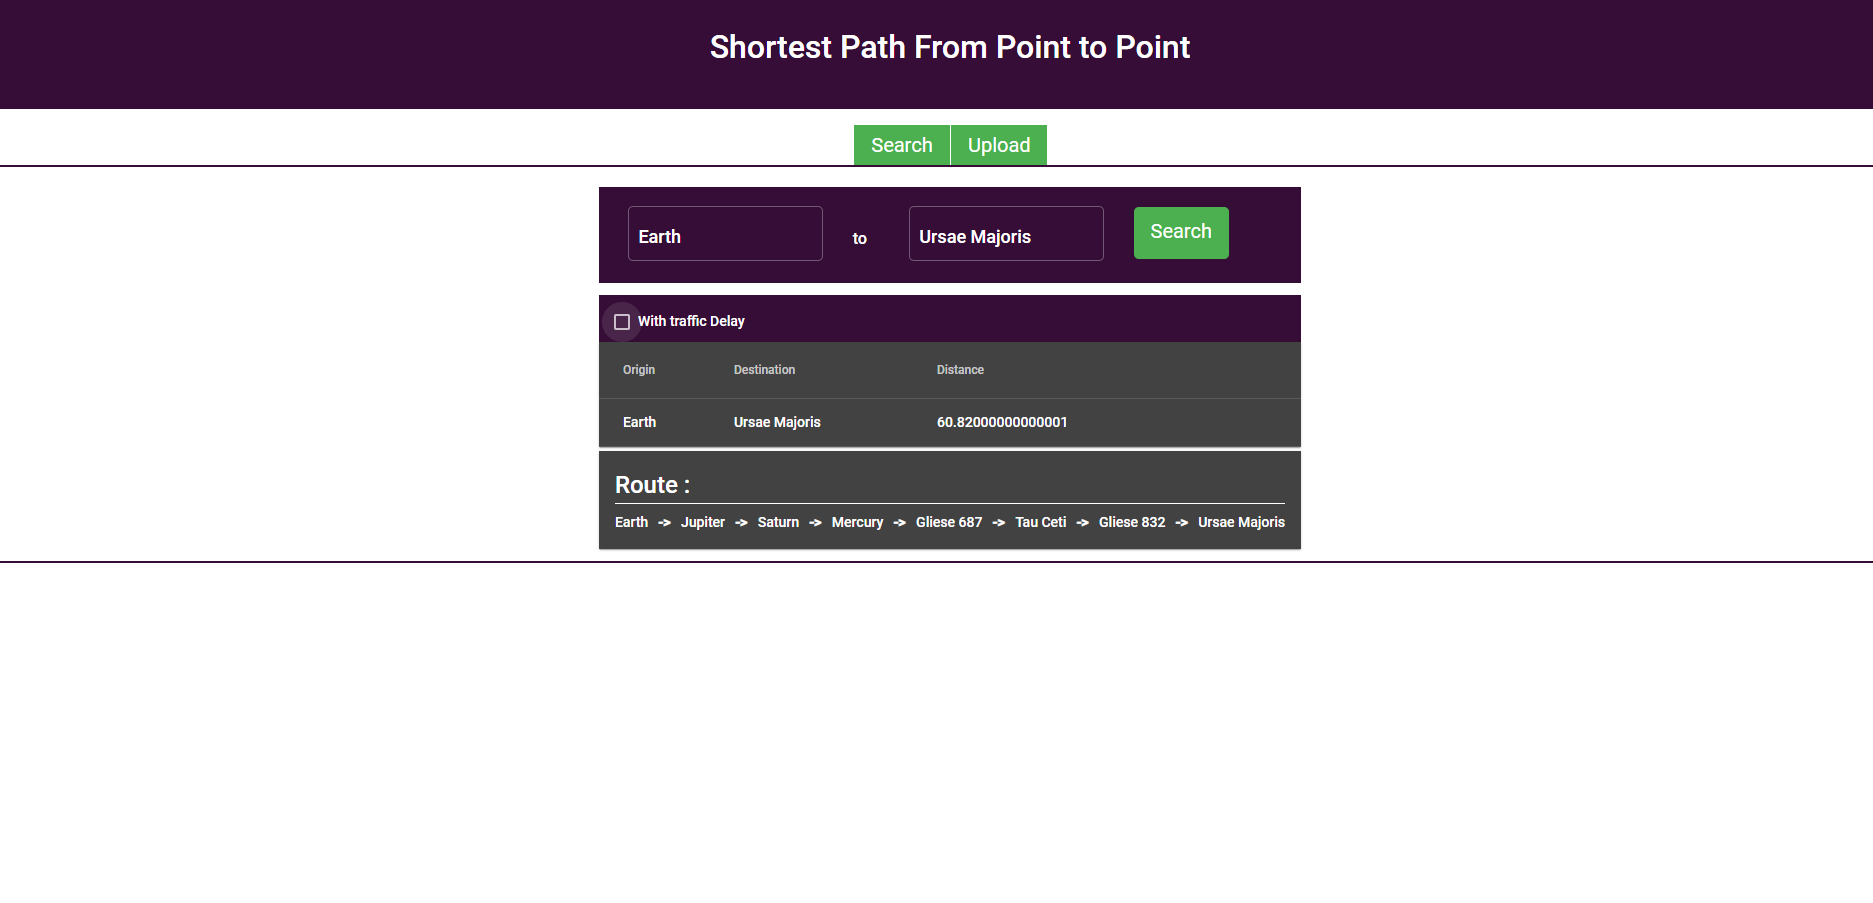 Shortest Path From Point to Point
Search Upload
Earth to Ursae Majoris Search
With traffic Delay
Origin Destination Distance
Earth Ursae Majoris 60.82000000000001
Route :
Earth -> Jupiter -> Saturn -> Mercury -> Gliese 687 -> Tau Ceti -> Gliese 832 -> Ursae Majoris